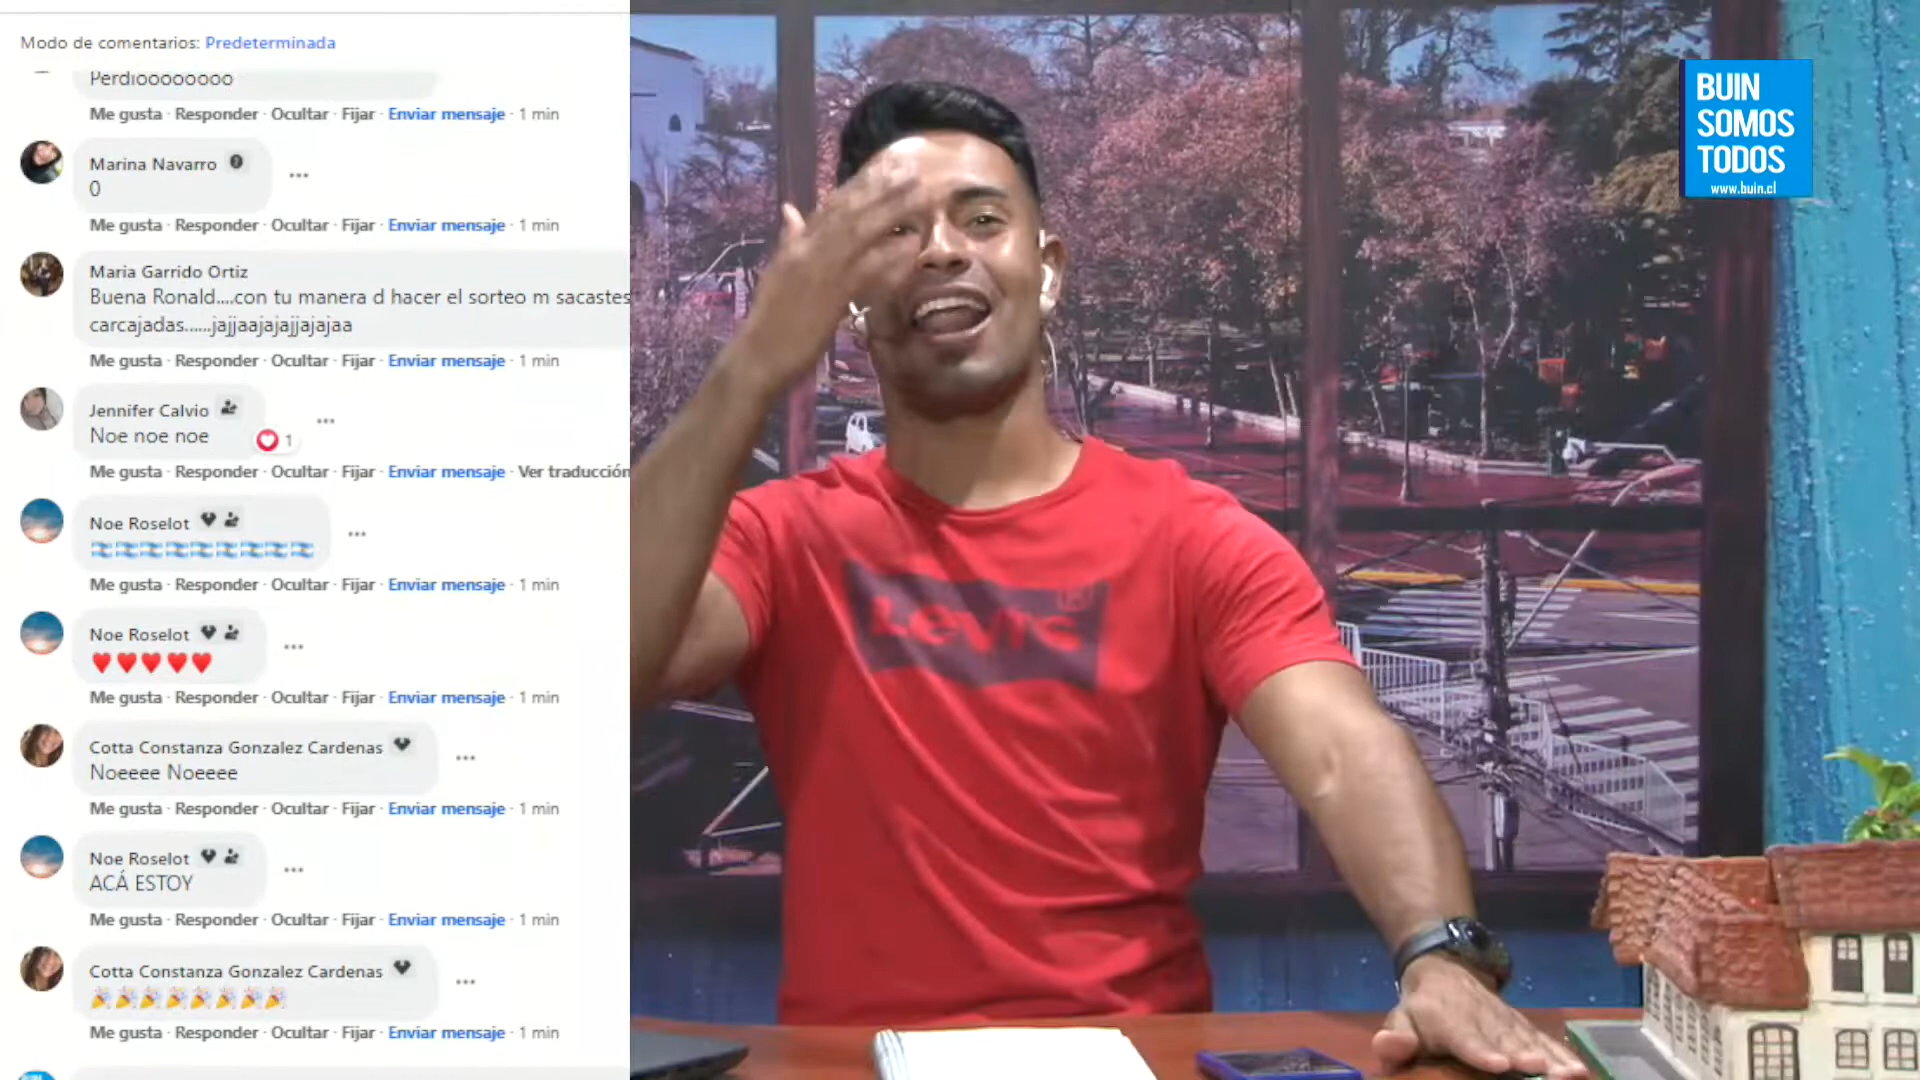 Modo de comentarios: Predeterminada
Perdioooooooo
Me gusta · Responder · Ocultar · Fijar · Enviar mensaje · 1 min
Marina Navarro
0
Me gusta · Responder · Ocultar · Fijar · Enviar mensaje · 1 min
Maria Garrido Ortiz
Buena Ronald....con tu manera d hacer el sorteo m sacastes
carcajadas......jajjaajajajjajajaa
Me gusta · Responder · Ocultar · Fijar · Enviar mensaje · 1 min
Jennifer Calvio
Noe noe noe
1
Me gusta · Responder · Ocultar · Fijar · Enviar mensaje · Ver traducción
Noe Roselot
Me gusta · Responder · Ocultar · Fijar · Enviar mensaje · 1 min
Noe Roselot
❤️❤️❤️❤️❤️
Me gusta · Responder · Ocultar · Fijar · Enviar mensaje · 1 min
Cotta Constanza Gonzalez Cardenas
Noeeee Noeeee
Me gusta · Responder · Ocultar · Fijar · Enviar mensaje · 1 min
Noe Roselot
ACÁ ESTOY
Me gusta · Responder · Ocultar · Fijar · Enviar mensaje · 1 min
Cotta Constanza Gonzalez Cardenas
🎉🎉🎉🎉🎉🎉🎉🎉
Me gusta · Responder · Ocultar · Fijar · Enviar mensaje · 1 min
Levi's
BUIN
SOMOS
TODOS
www.buin.cl